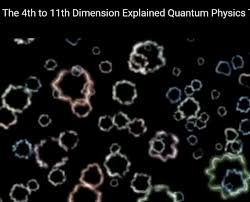 The 4th to 11th Dimension Explained Quantum Physics